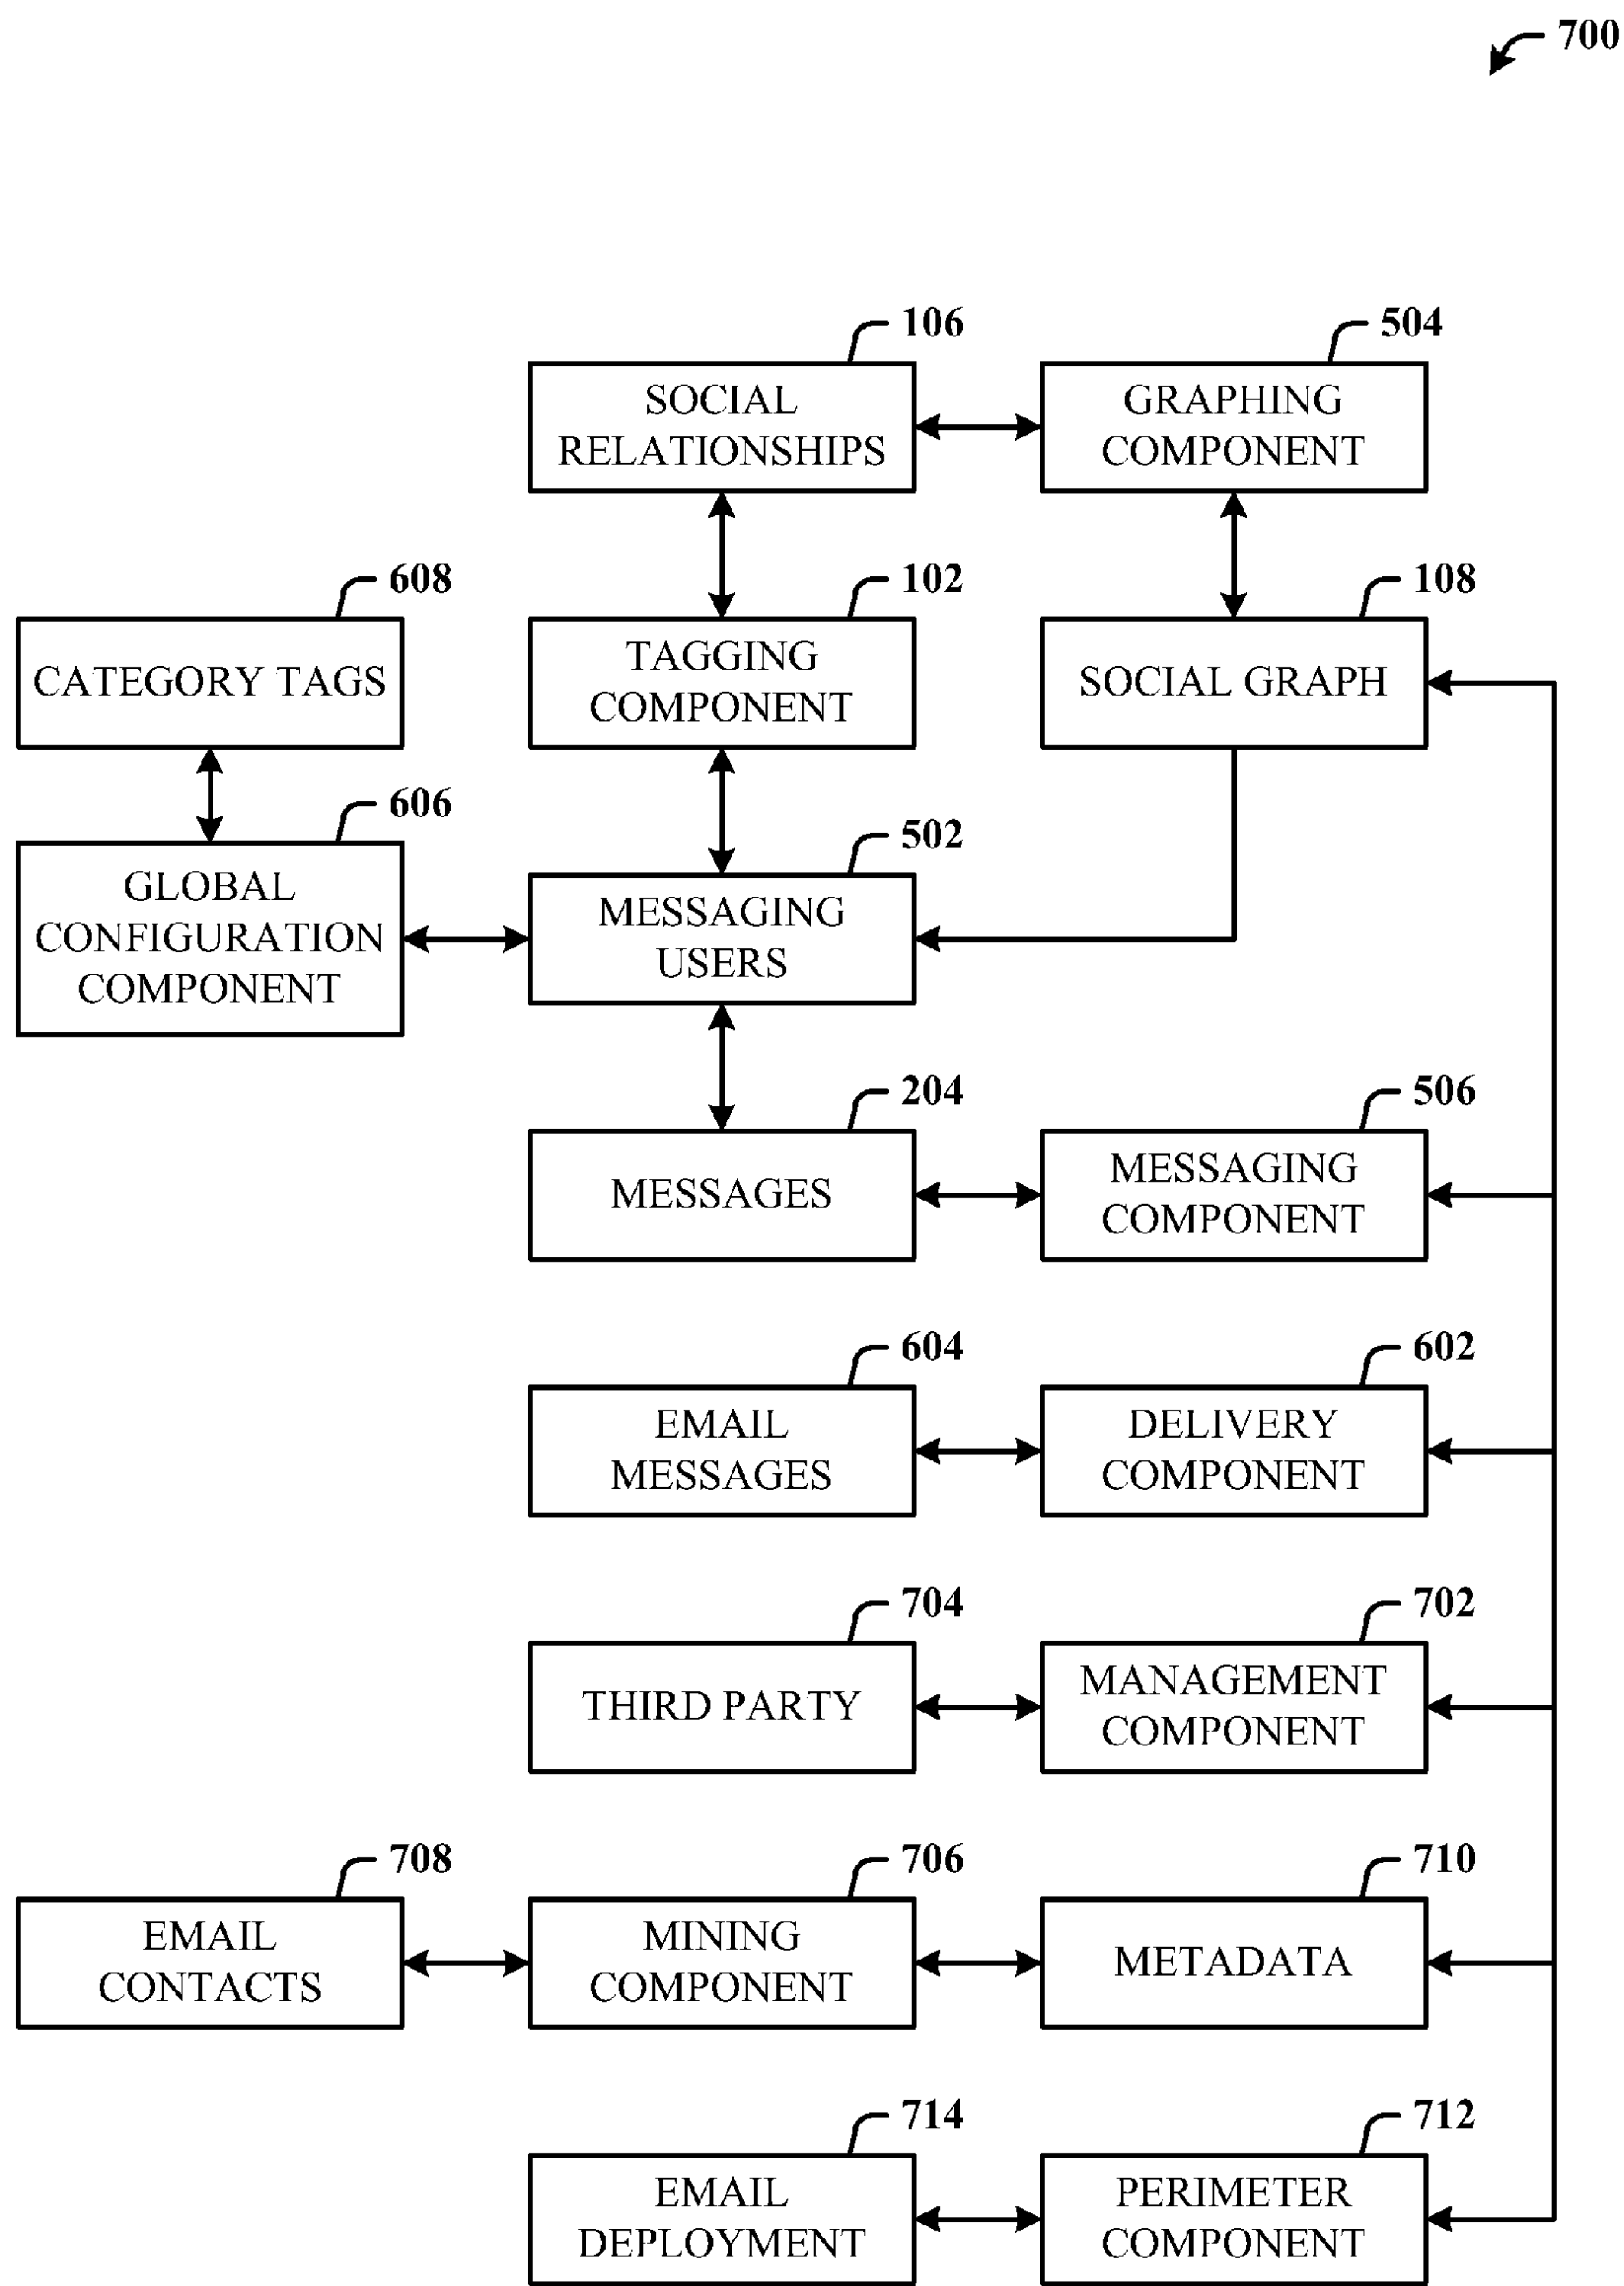 700
106
SOCIAL
RELATIONSHIPS
504
GRAPHING
COMPONENT
608
CATEGORY TAGS
102
TAGGING
COMPONENT
108
SOCIAL GRAPH
606
GLOBAL
CONFIGURATION
COMPONENT
502
MESSAGING
USERS
204
MESSAGES
506
MESSAGING
COMPONENT
604
EMAIL
MESSAGES
602
DELIVERY
COMPONENT
704
THIRD PARTY
702
MANAGEMENT
COMPONENT
708
EMAIL
CONTACTS
706
MINING
COMPONENT
710
METADATA
714
EMAIL
DEPLOYMENT
712
PERIMETER
COMPONENT